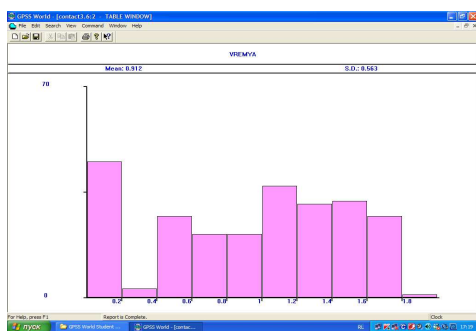 GPSS World - [contact3.6:2 - TABLE WINDOW]
File Edit Search View Command Window Help
VREMYA
Mean: 0.912 S.D.: 0.563
70
0
0.2 0.4 0.6 0.8 1 1.2 1.4 1.6 1.8
For Help, press F1 Report is Complete. Clock
пуск GPSS World Student ... GPSS World - [contac... RL